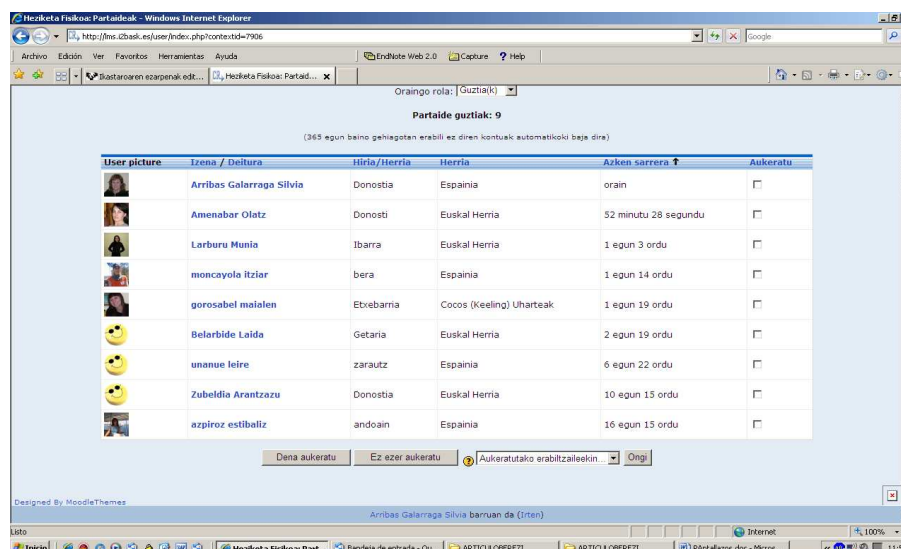 Heziketa Fisikoa: Partaideak - Windows Internet Explorer
http://lms.i2bask.es/user/index.php?contextid=7906
Google
Archivo Edición Ver Favoritos Herramientas Ayuda
EndNote Web 2.0 Capture ? Help
Ikastaroaren ezarpenak edit... Heziketa Fisikoa: Partaid... X
Oraingo rola: Guztia(k)
Partaide guztiak: 9
(365 egun baino gehiagotan erabili ez diren kontuak automatikoki baja dira)
User picture Izena / Deitura Hiria/Herria Herria Azken sarrera ↑ Aukeratu
Arribas Galarraga Silvia Donostia Espainia orain
Amenabar Olatz Donosti Euskal Herria 52 minutu 28 segundu
Larburu Munia Ibarra Euskal Herria 1 egun 3 ordu
moncayola itziar bera Espainia 1 egun 14 ordu
gorosabel maialen Etxebarria Cocos (Keeling) Uharteak 1 egun 19 ordu
Belarbide Laida Getaria Euskal Herria 2 egun 19 ordu
unanue leire zarautz Espainia 6 egun 22 ordu
Zubeldia Arantzazu Donostia Euskal Herria 10 egun 15 ordu
azpiroz estibaliz andoain Espainia 16 egun 15 ordu
Dena aukeratu Ez ezer aukeratu ? Aukeratutako erabiltzaileekin... Ongi
Designed By MoodleThemes
Arribas Galarraga Silvia barruan da (Irten)
Listo Internet 100%
Inicio Heziketa Fisikoa: Part... Bandeja de entrada - Ou...